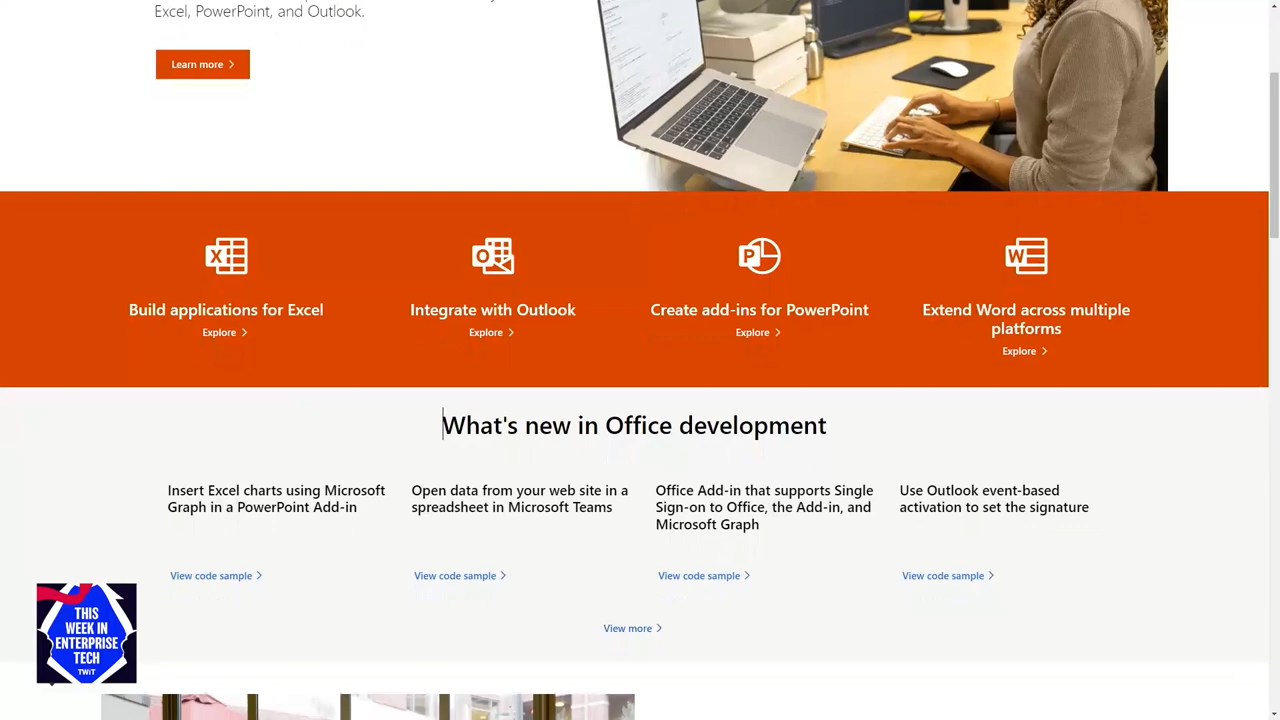 Excel, PowerPoint, and Outlook.
Learn more
X
O
P
W
Build applications for Excel
Explore
Integrate with Outlook
Explore
Create add-ins for PowerPoint
Explore
Extend Word across multiple
platforms
Explore
What's new in Office development
Insert Excel charts using Microsoft
Graph in a PowerPoint Add-in
View code sample
Open data from your web site in a
spreadsheet in Microsoft Teams
View code sample
Office Add-in that supports Single
Sign-on to Office, the Add-in, and
Microsoft Graph
View code sample
Use Outlook event-based
activation to set the signature
View code sample
View more
THIS
WEEK IN
ENTERPRISE
TECH
TWiT